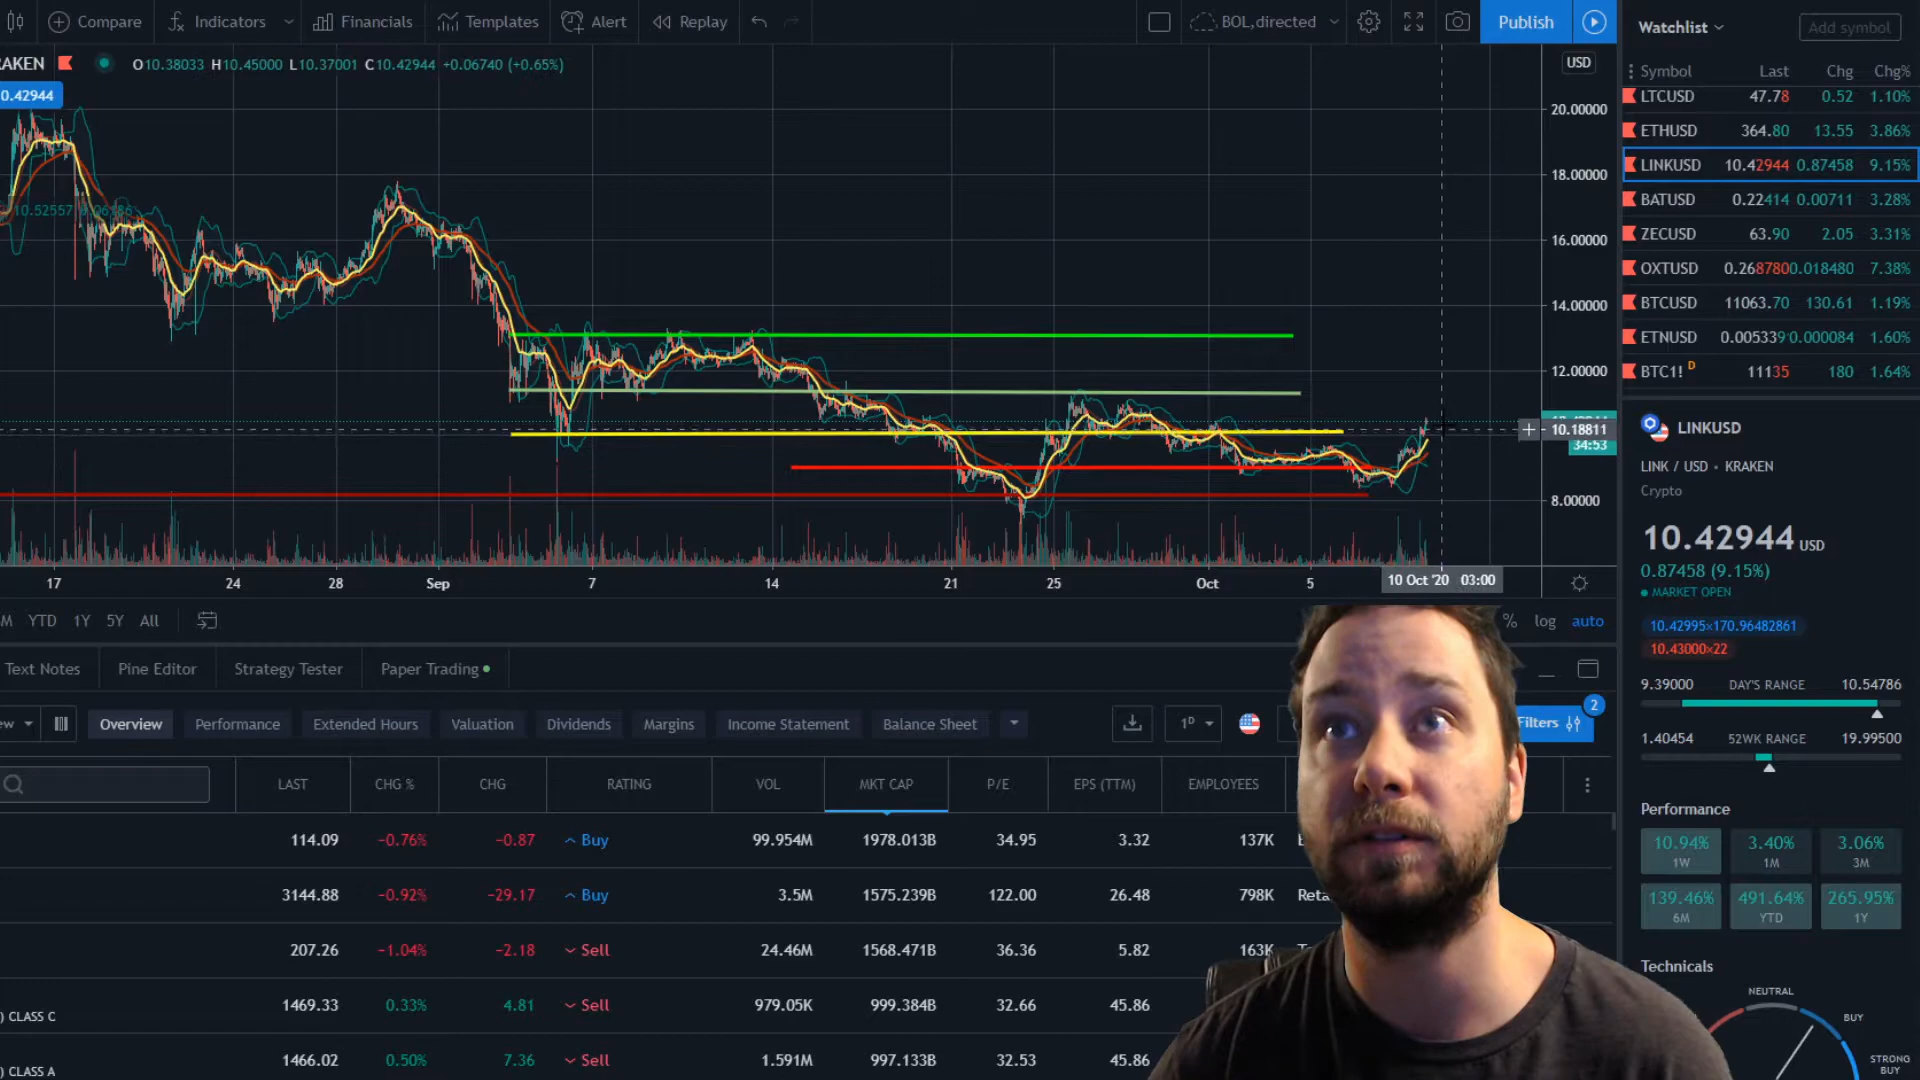 Compare Indicators Financials Templates Alert Replay BOL,directed Publish
Watchlist Add symbol
RAKEN O10.38033 H10.45000 L10.37001 C10.42944 +0.06740 (+0.65%) USD
0.42944
10.52557
20.00000
18.00000
16.00000
14.00000
12.00000
10.18811
34:53
8.00000
17 24 28 Sep 7 14 21 25 Oct 5 10 Oct '20 03:00
M YTD 1Y 5Y All % log auto
Text Notes Pine Editor Strategy Tester Paper Trading
ew Overview Performance Extended Hours Valuation Dividends Margins Income Statement Balance Sheet 1D Filters 2
LAST CHG % CHG RATING VOL MKT CAP P/E EPS (TTM) EMPLOYEES
114.09 −0.76% −0.87 Buy 99.954M 1978.013B 34.95 3.32 137K
3144.88 −0.92% −29.17 Buy 3.5M 1575.239B 122.00 26.48 798K Reta
207.26 −1.04% −2.18 Sell 24.46M 1568.471B 36.36 5.82 163K
1469.33 0.33% 4.81 Sell 979.05K 999.384B 32.66 45.86
) CLASS C
1466.02 0.50% 7.36 Sell 1.591M 997.133B 32.53 45.86
) CLASS A
Symbol Last Chg Chg%
LTCUSD 47.78 0.52 1.10%
ETHUSD 364.80 13.55 3.86%
LINKUSD 10.42944 0.87458 9.15%
BATUSD 0.22414 0.00711 3.28%
ZECUSD 63.90 2.05 3.31%
OXTUSD 0.268780 0.018480 7.38%
BTCUSD 11063.70 130.61 1.19%
ETNUSD 0.005339 0.000084 1.60%
BTC1! D 11135 180 1.64%
LINKUSD
LINK / USD • KRAKEN
Crypto
10.42944 USD
0.87458 (9.15%)
MARKET OPEN
10.42995×170.96482861
10.43000×22
9.39000 DAY'S RANGE 10.54786
1.40454 52WK RANGE 19.99500
Performance
10.94% 3.40% 3.06%
1W 1M 3M
139.46% 491.64% 265.95%
6M YTD 1Y
Technicals
NEUTRAL
BUY
STRONG
BUY